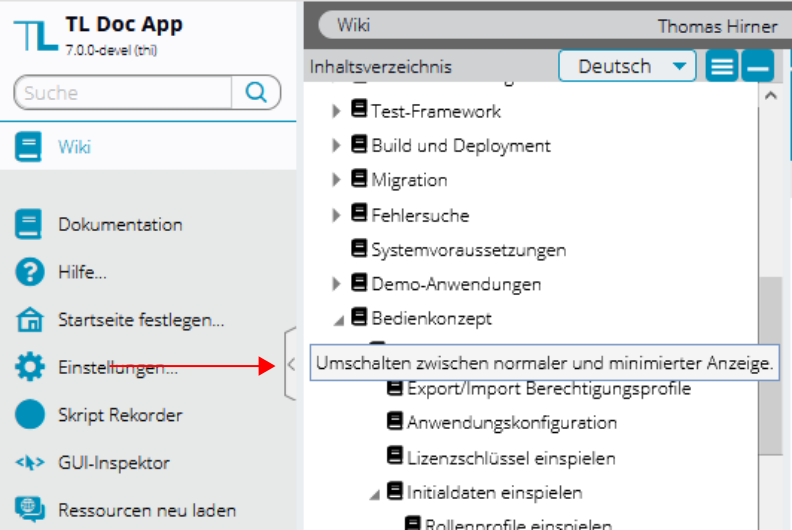 TL Doc App
7.0.0-devel (thi)
Suche
Wiki
Dokumentation
Hilfe...
Startseite festlegen...
Einstellungen...
Skript Rekorder
GUI-Inspektor
Ressourcen neu laden
Wiki
Thomas Hirner
Inhaltsverzeichnis
Deutsch
Test-Framework
Build und Deployment
Migration
Fehlersuche
Systemvoraussetzungen
Demo-Anwendungen
Bedienkonzept
Umschalten zwischen normaler und minimierter Anzeige.
Export/Import Berechtigungsprofile
Anwendungskonfiguration
Lizenzschlüssel einspielen
Initialdaten einspielen
Rollenprofile einspielen